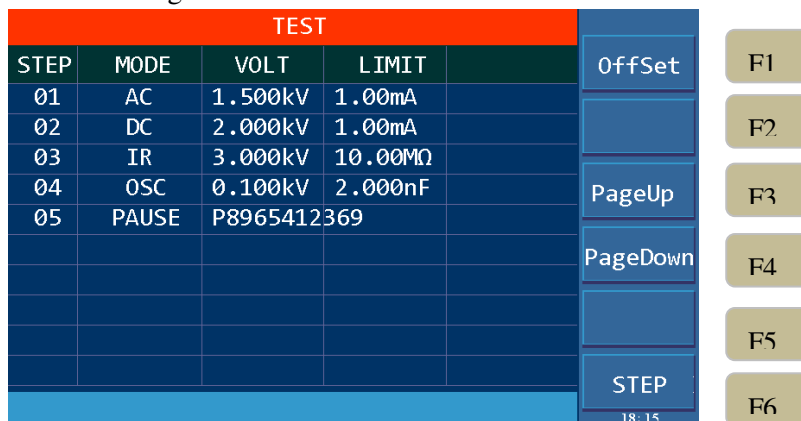 TEST
STEP MODE VOLT LIMIT
01 AC 1.500kV 1.00mA
02 DC 2.000kV 1.00mA
03 IR 3.000kV 10.00MΩ
04 OSC 0.100kV 2.000nF
05 PAUSE P8965412369
OffSet
PageUp
PageDown
STEP
18:15
F1
F2
F3
F4
F5
F6